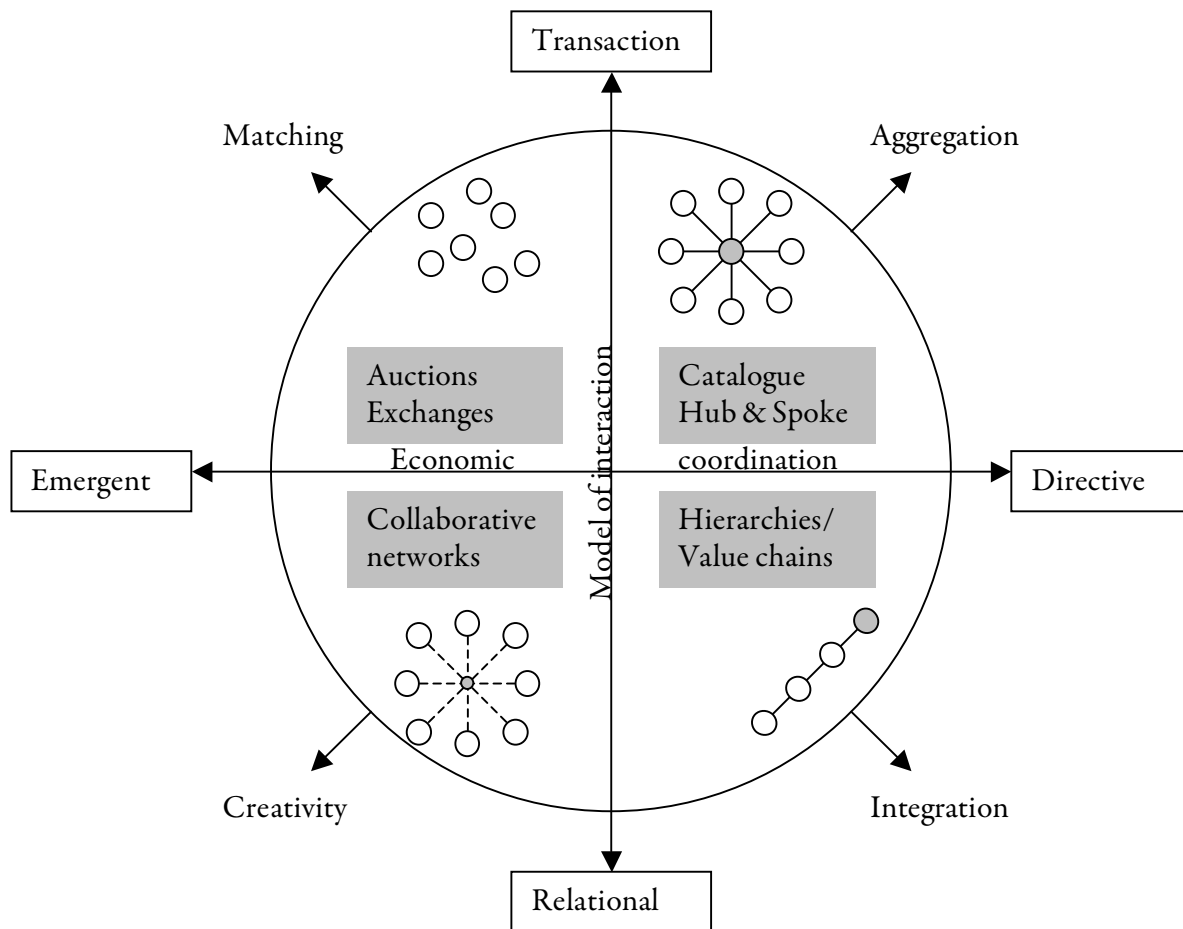 Transaction
Matching
Aggregation
Auctions
Exchanges
Catalogue
Hub & Spoke
Model of interaction
Economic
coordination
Emergent
Directive
Collaborative
networks
Hierarchies/
Value chains
Creativity
Integration
Relational